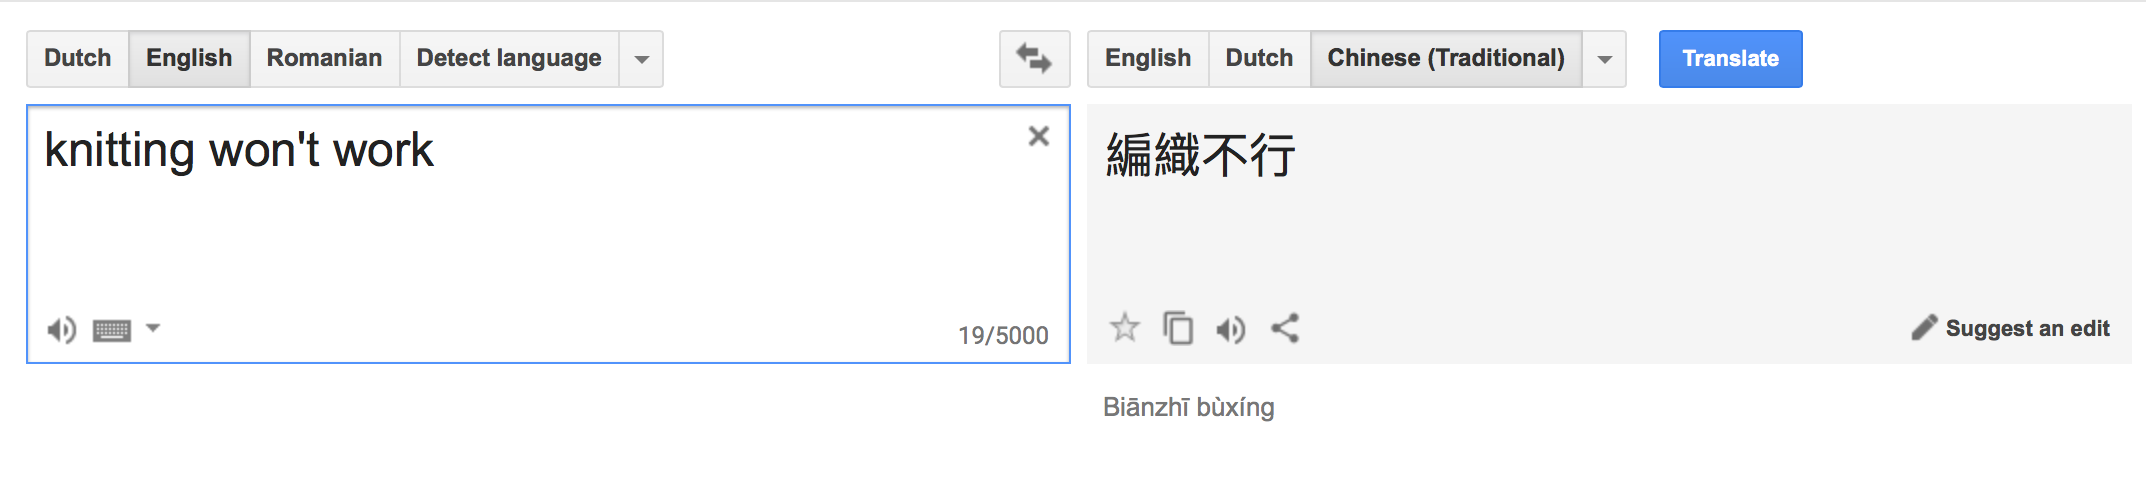 Dutch English Romanian Detect language English Dutch Chinese (Traditional) Translate
knitting won't work
編織不行
19/5000
Suggest an edit
Biānzhī bùxíng